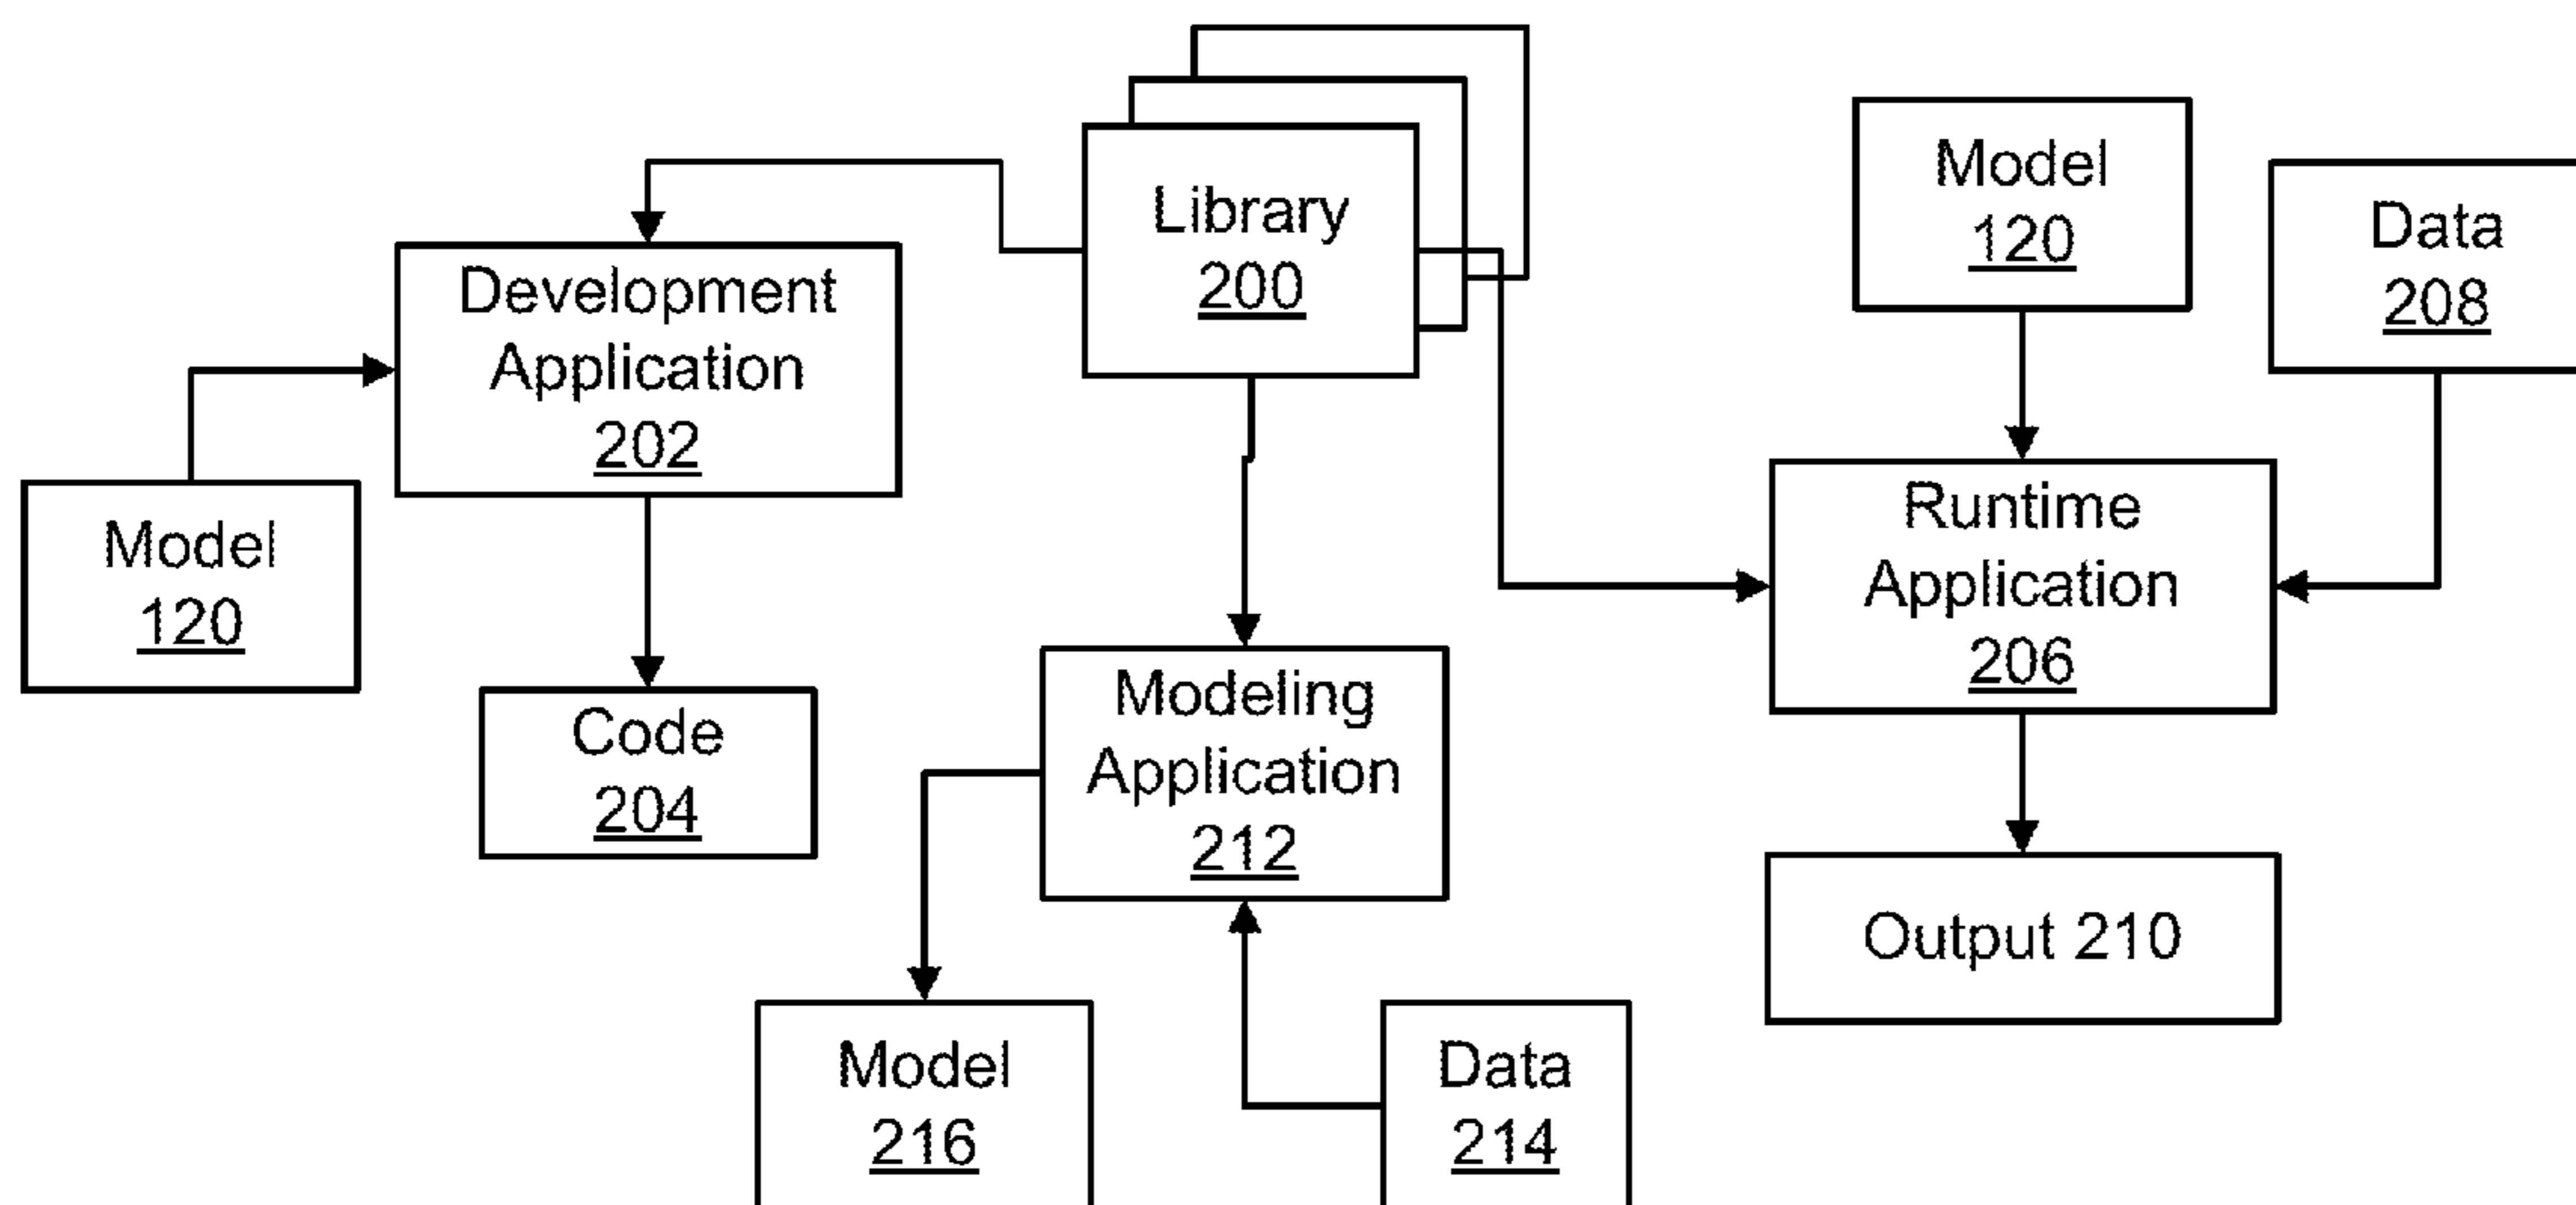 Library
200
Model
120
Data
208
Development
Application
202
Runtime
Application
206
Model
120
Code
204
Modeling
Application
212
Output 210
Model
216
Data
214